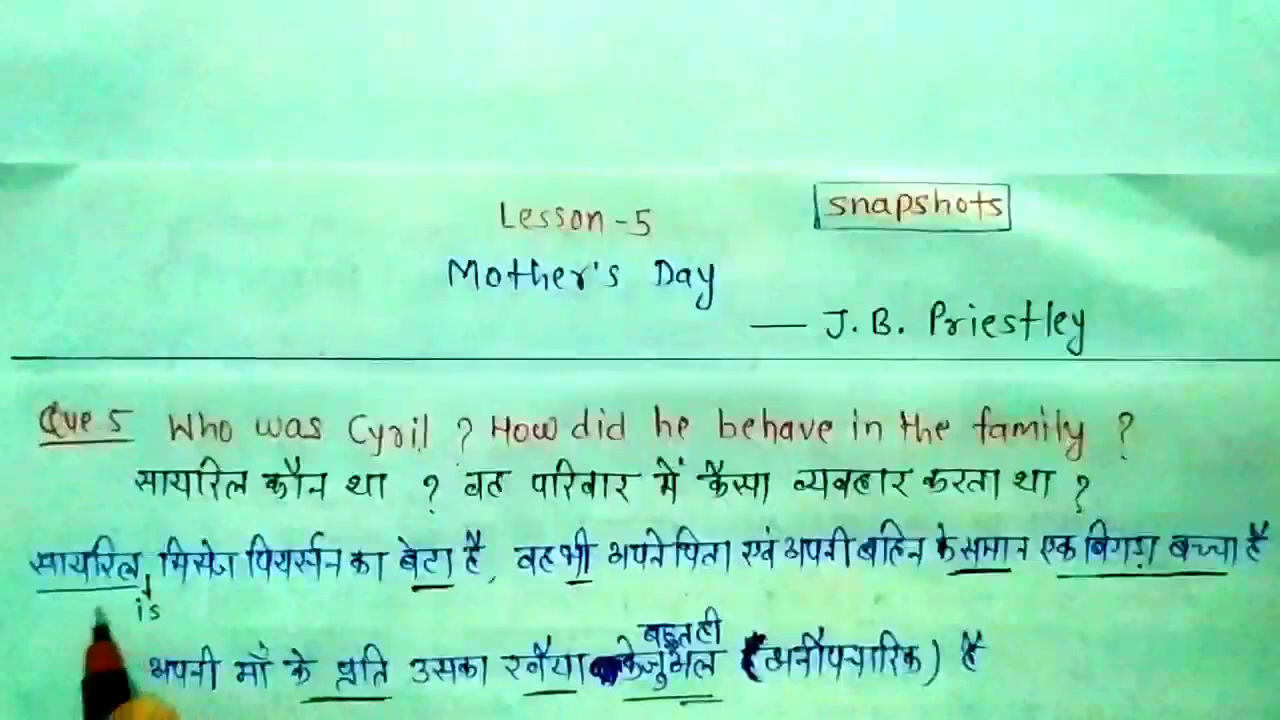 Lesson-5
snapshots
Mother's Day
— J.B. Priestley
Que 5 Who was Cyril ? How did he behave in the family ?
सायरिल कौन था ? वह परिवार में कैसा व्यवहार करता था ?
सायरिल, मिसेज पियर्सन का बेटा है, वह भी अपने पिता एवं अपनी बहिन के समान एक बिगड़ा बच्चा है
is
बहुत ही
अपनी माँ के प्रति उसका रवैया केजुअल (अनौपचारिक) है